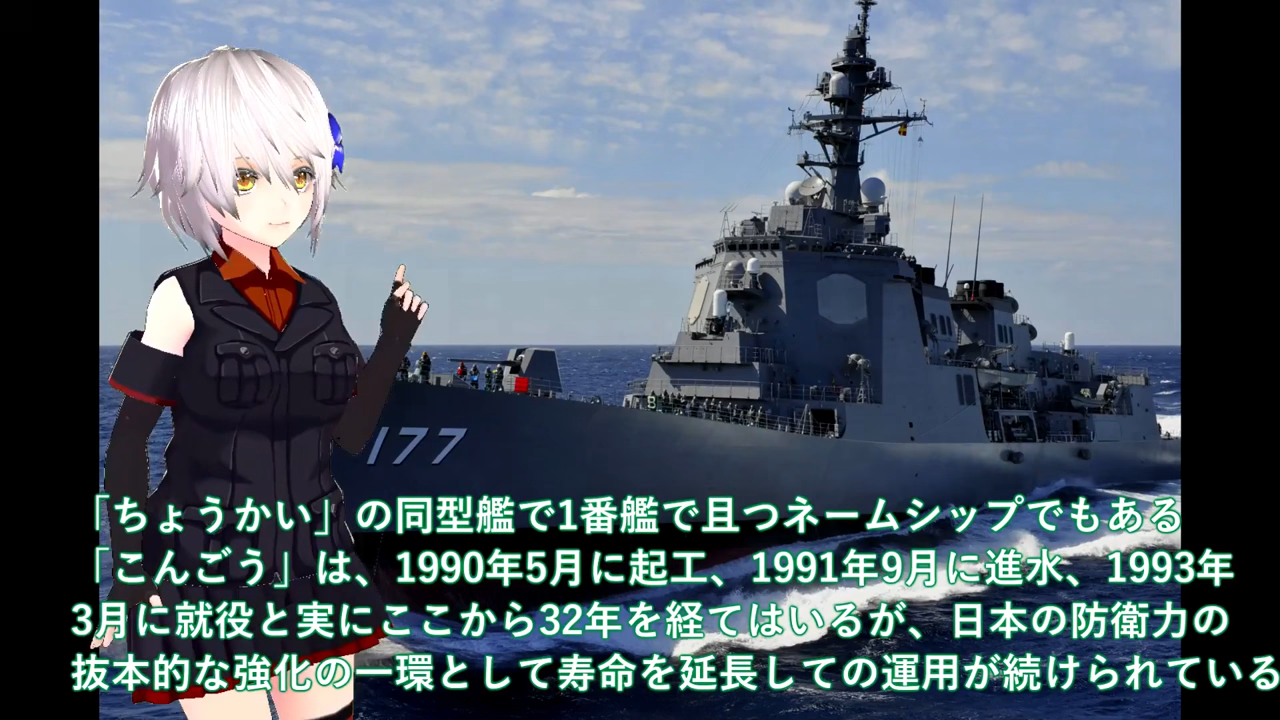 177
「ちょうかい」の同型艦で1番艦で且つネームシップでもある
「こんごう」は、1990年5月に起工、1991年9月に進水、1993年
3月に就役と実にここから32年を経てはいるが、日本の防衛力の
抜本的な強化の一環として寿命を延長しての運用が続けられている